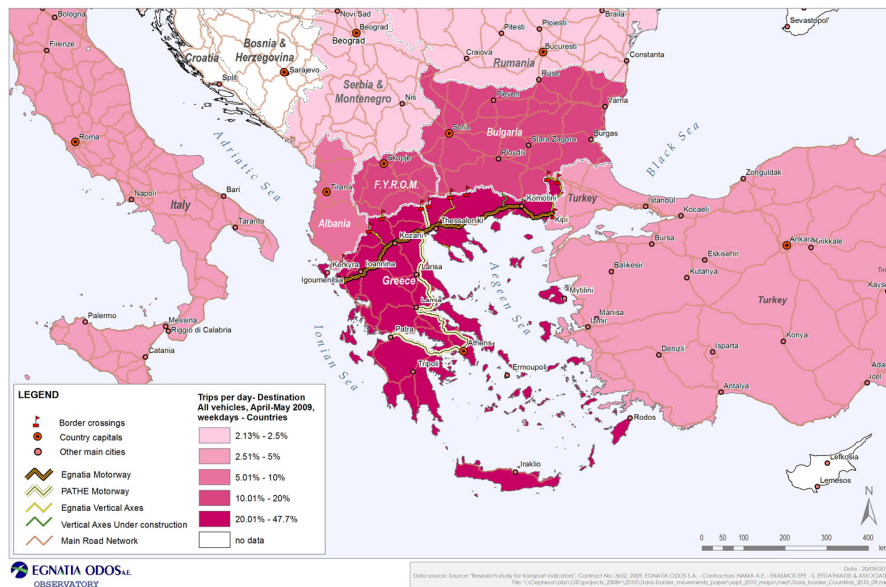 Bologna
Novi Sad
Pitesti
Ploiesti
Braila
Sevastopol'
Beograd
Beograd
Bosnia &
Herzegovina
Firenze
Croatia
Sarajevo
Craiova
Bucuresti
Constanta
Rumania
Split
Serbia &
Montenegro
Ruse
Nis
Pleven
Varna
Adriatic Sea
Sofia
Bulgaria
Burgas
Black Sea
Roma
Stara Zagora
Plovdiv
Skopje
F.Y.R.O.M.
Zonguldak
Tirana
Turkey
Napoli
Bari
Italy
Komotini
Istanbul
Kocaeli
Albania
Taranto
Thessaloniki
Kipi
Kozani
Ankara
Kirikkale
Bursa
Eskisehir
Kerkyra
Ioannina
Larisa
Balikesir
Kutahya
Igoumenitsa
Greece
Aegean Sea
Mytilini
Turkey
Lamia
Palermo
Messina
Riggio di Calabria
Manisa
Izmir
Ionian Sea
Patra
Athens
Konya
Catania
Denizli
Isparta
Tripoli
Ermoupoli
Antalya
Icel
Rodos
Iraklio
Lefkosia
Lemesos
N
LEGEND
Border crossings
Country capitals
Other main cities
Egnatia Motorway
PATHE Motorway
Egnatia Vertical Axes
Vertical Axes Under construction
Main Road Network
Trips per day- Destination
All vehicles, April-May 2009,
weekdays - Countries
2.13% - 2.5%
2.51% - 5%
5.01% - 10%
10.01% - 20%
20.01% - 47.7%
no data
0 50 100 200 300 400
km
EGNATIA ODOS A.E.
OBSERVATORY